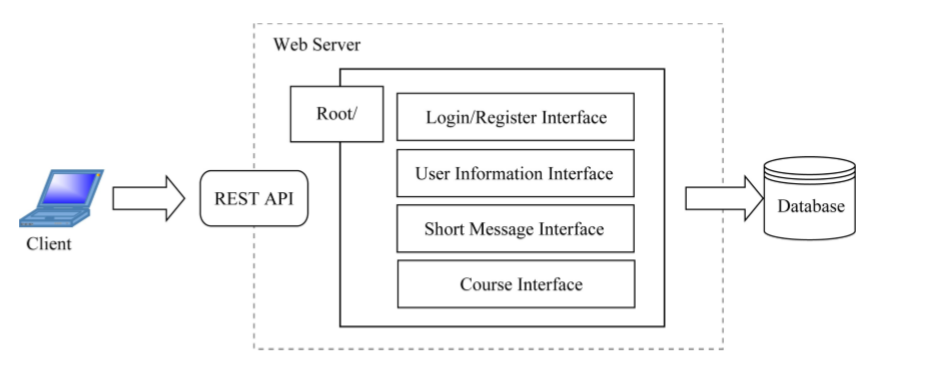 Web Server
Root/
Login/Register Interface
User Information Interface
REST API
Short Message Interface
Course Interface
Client
Database